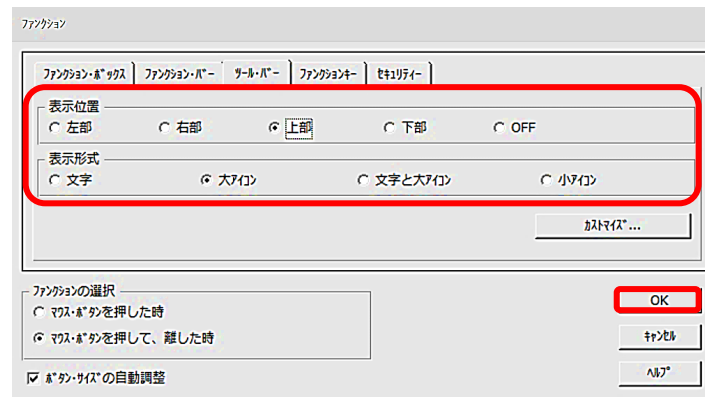 ﾌｧﾝｸｼｮﾝ
ﾌｧﾝｸｼｮﾝ･ﾎﾞｯｸｽ ﾌｧﾝｸｼｮﾝ･ﾊﾞｰ ﾂｰﾙ･ﾊﾞｰ ﾌｧﾝｸｼｮﾝｷｰ ｾｷｭﾘﾃｨｰ
表示位置
左部 右部 上部 下部 OFF
表示形式
文字 大ｱｲｺﾝ 文字と大ｱｲｺﾝ 小ｱｲｺﾝ
ｶｽﾄﾏｲｽﾞ...
ﾌｧﾝｸｼｮﾝの選択
ﾏｳｽ･ﾎﾞﾀﾝを押した時
ﾏｳｽ･ﾎﾞﾀﾝを押して、離した時
ﾎﾞﾀﾝ･ｻｲｽﾞの自動調整
OK
ｷｬﾝｾﾙ
ﾍﾙﾌﾟ